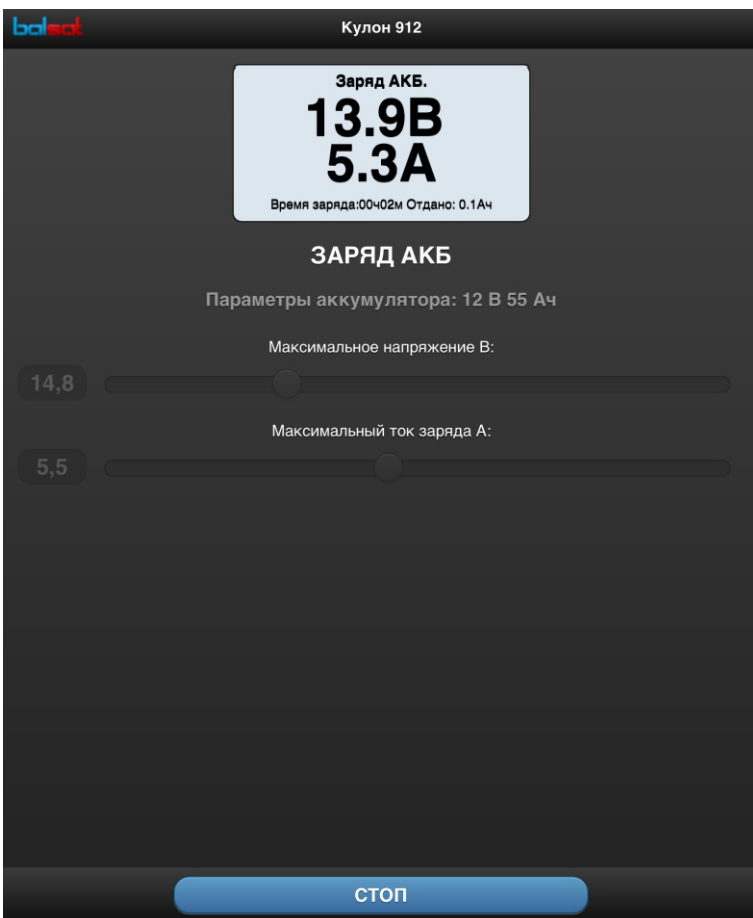 balsat
Кулон 912
Заряд АКБ.
13.9В
5.3А
Время заряда:00ч02м Отдано: 0.1Ач
ЗАРЯД АКБ
Параметры аккумулятора: 12 В 55 Ач
Максимальное напряжение В:
14,8
Максимальный ток заряда А:
5,5
СТОП